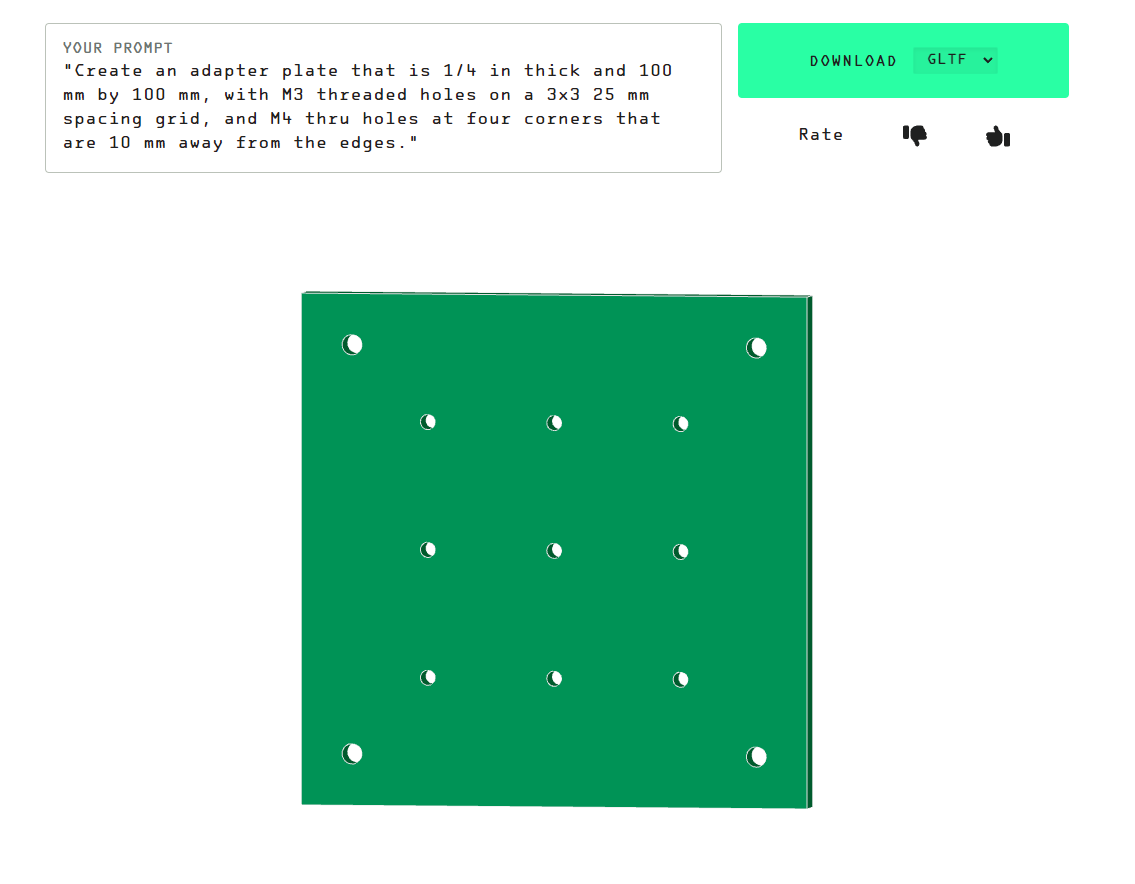 YOUR PROMPT
"Create an adapter plate that is 1/4 in thick and 100
mm by 100 mm, with M3 threaded holes on a 3x3 25 mm
spacing grid, and M4 thru holes at four corners that
are 10 mm away from the edges."
DOWNLOAD GLTF
Rate